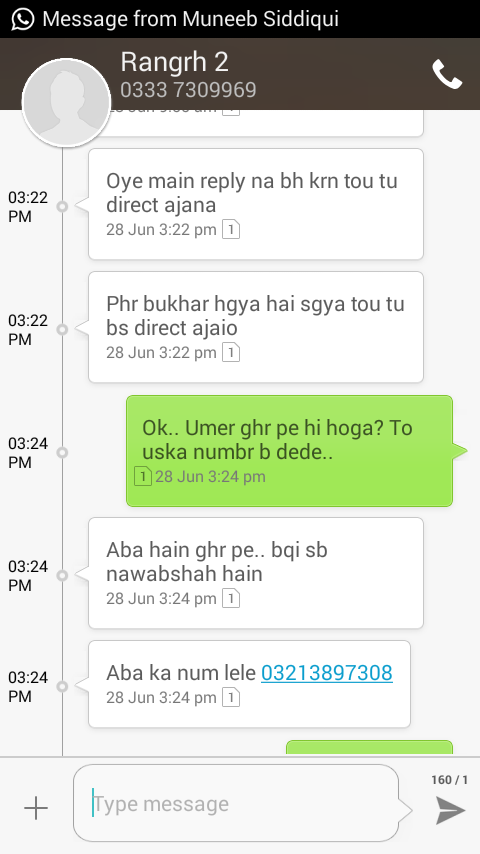 Message from Muneeb Siddiqui
Rangrh 2
0333 7309969
03:22
PM
Oye main reply na bh krn tou tu
direct ajana
28 Jun 3:22 pm 1
03:22
PM
Phr bukhar hgya hai sgya tou tu
bs direct ajaio
28 Jun 3:22 pm 1
03:24
PM
Ok.. Umer ghr pe hi hoga? To
uska numbr b dede..
1 28 Jun 3:24 pm
03:24
PM
Aba hain ghr pe.. bqi sb
nawabshah hain
28 Jun 3:24 pm 1
03:24
PM
Aba ka num lele 03213897308
28 Jun 3:24 pm 1
160 / 1
Type message